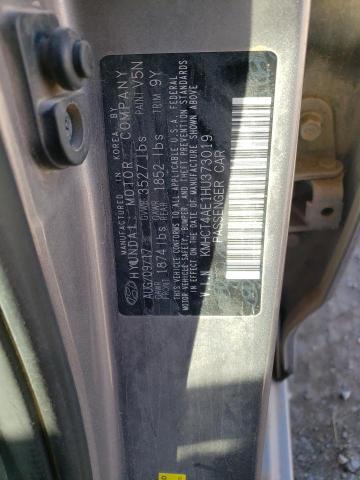 MANUFACTURED BY
HYUNDAI MOTOR COMPANY IN KOREA
AUG/09/17 GVWR 3527 lbs PAINT V5N
GAWR FRONT 1874 lbs GAWR REAR 1852 lbs TRIM 9Y
THIS VEHICLE CONFORMS TO ALL APPLICABLE U.S.A. FEDERAL
MOTOR VEHICLE SAFETY, BUMPER AND THEFT PREVENTION STANDARDS
IN EFFECT ON THE DATE OF MANUFACTURE SHOWN ABOVE.
V.I.N KMHCT4AE1HU373019
PASSENGER CAR